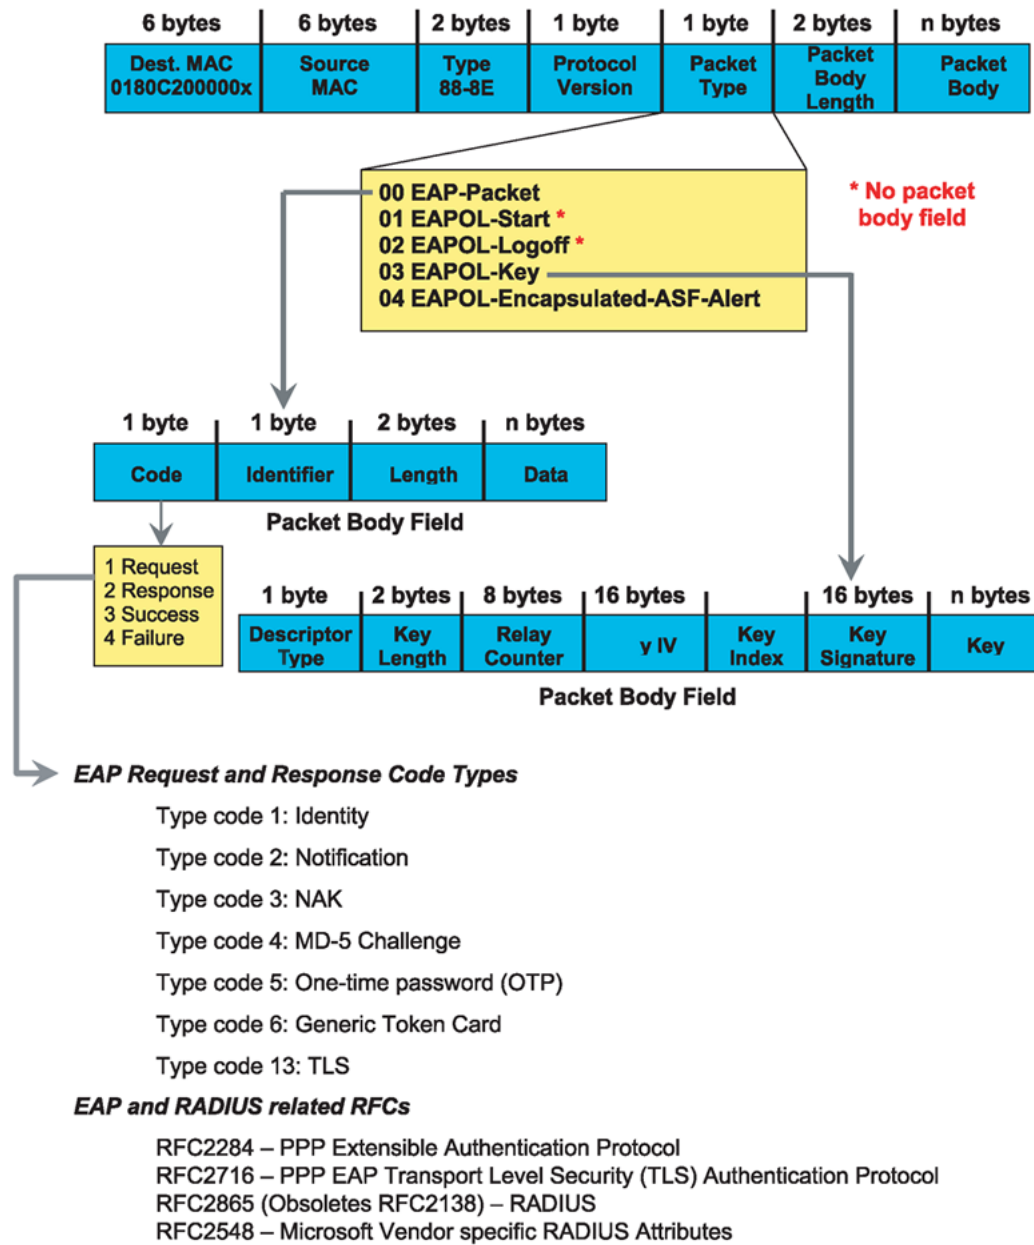 6 bytes 6 bytes 2 bytes 1 byte 1 byte 2 bytes n bytes
Dest. MAC 0180C200000x Source MAC Type 88-8E Protocol Version Packet Type Packet Body Length Packet Body
00 EAP-Packet
01 EAPOL-Start *
02 EAPOL-Logoff *
03 EAPOL-Key
04 EAPOL-Encapsulated-ASF-Alert
* No packet
body field
1 byte 1 byte 2 bytes n bytes
Code Identifier Length Data
Packet Body Field
1 Request
2 Response
3 Success
4 Failure
1 byte 2 bytes 8 bytes 16 bytes 16 bytes n bytes
Descriptor Type Key Length Relay Counter y IV Key Index Key Signature Key
Packet Body Field
EAP Request and Response Code Types
Type code 1: Identity
Type code 2: Notification
Type code 3: NAK
Type code 4: MD-5 Challenge
Type code 5: One-time password (OTP)
Type code 6: Generic Token Card
Type code 13: TLS
EAP and RADIUS related RFCs
RFC2284 – PPP Extensible Authentication Protocol
RFC2716 – PPP EAP Transport Level Security (TLS) Authentication Protocol
RFC2865 (Obsoletes RFC2138) – RADIUS
RFC2548 – Microsoft Vendor specific RADIUS Attributes